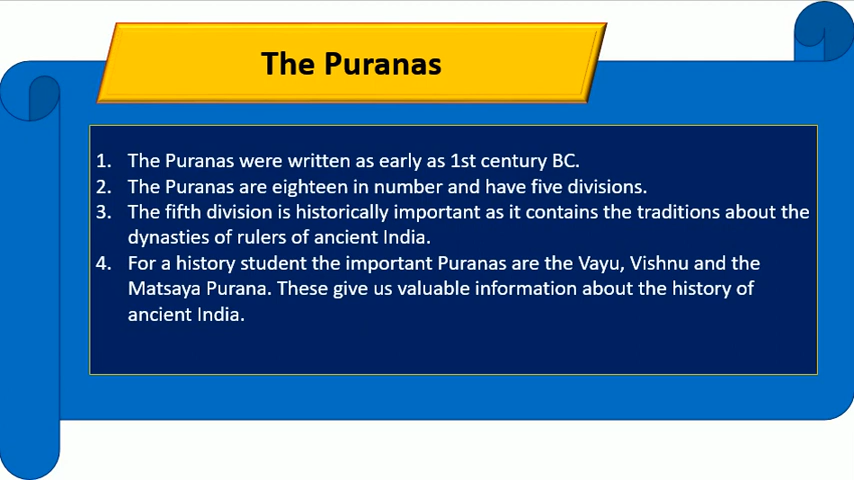 The Puranas
1. The Puranas were written as early as 1st century BC.
2. The Puranas are eighteen in number and have five divisions.
3. The fifth division is historically important as it contains the traditions about the
dynasties of rulers of ancient India.
4. For a history student the important Puranas are the Vayu, Vishnu and the
Matsaya Purana. These give us valuable information about the history of
ancient India.